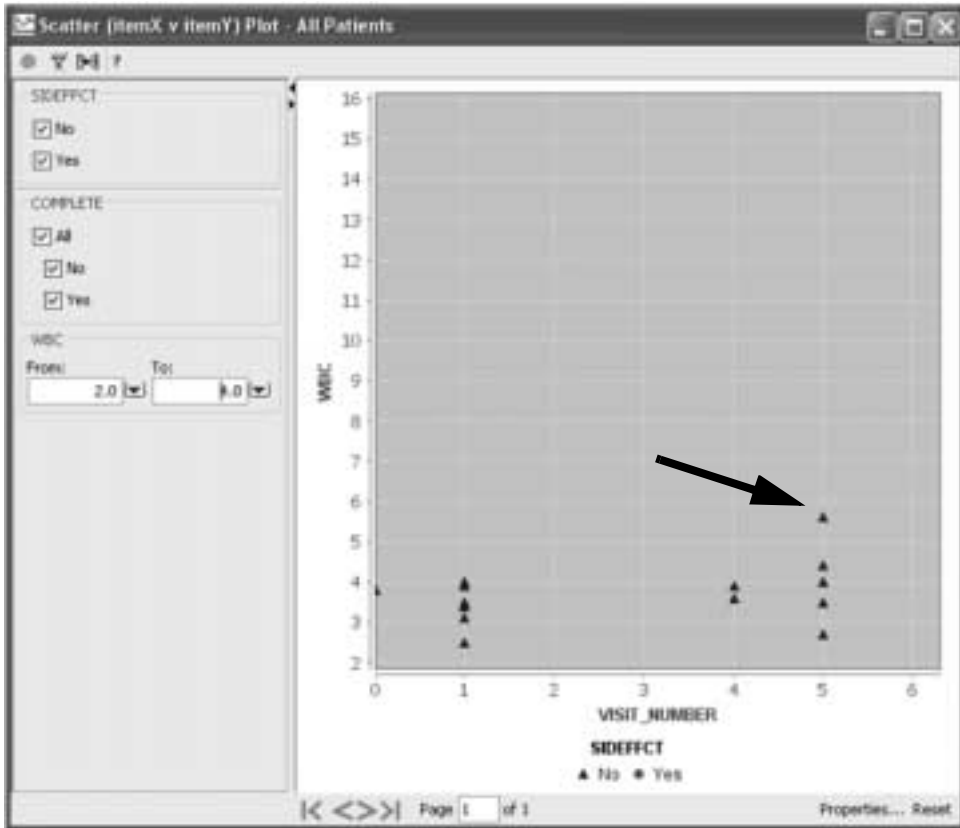 Scatter (itemX v itemY) Plot - All Patients
?
SIDEFFCT
No
Yes
COMPLETE
All
No
Yes
WBC
From: To:
2.0 4.0
16
15
14
13
12
11
10
9
8
7
6
5
4
3
2
WBC
0 1 2 3 4 5 6
VISIT_NUMBER
SIDEFFCT
No Yes
Page 1 of 1 Properties... Reset